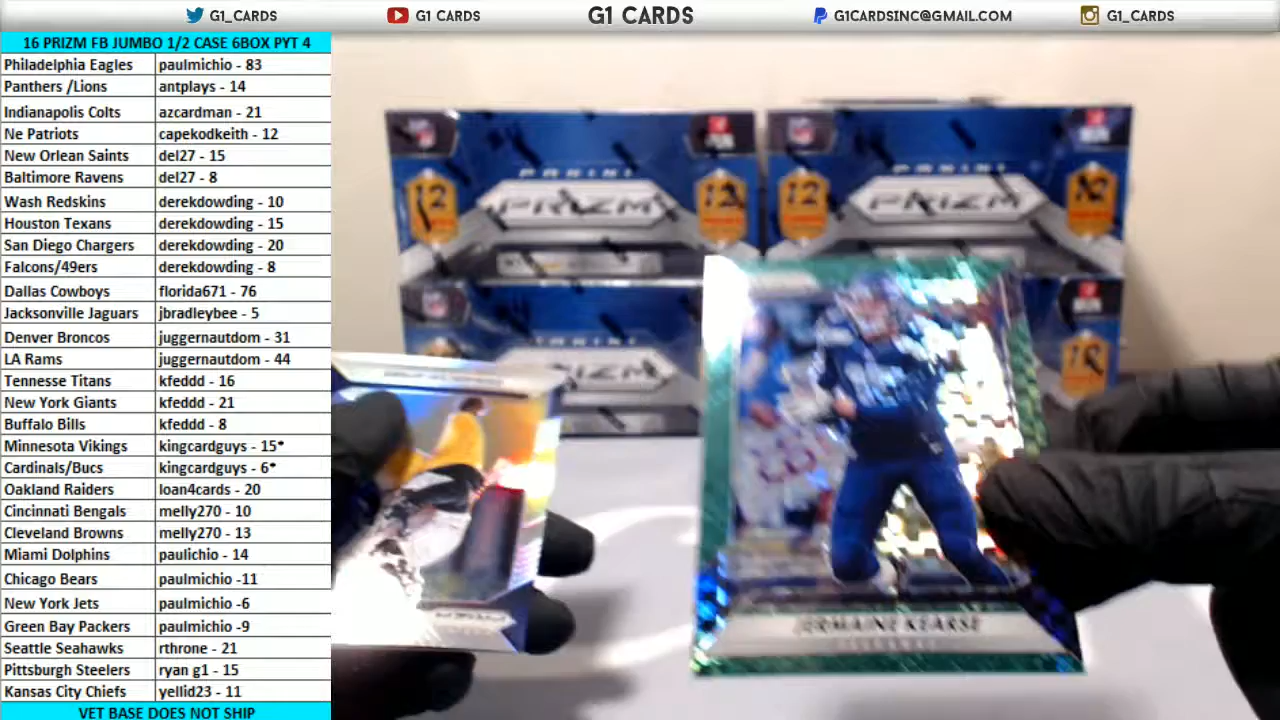 G1_CARDS G1 CARDS G1 CARDS G1CARDSINC@GMAIL.COM G1_CARDS
16 PRIZM FB JUMBO 1/2 CASE 6BOX PYT 4
Philadelphia Eagles paulmichio - 83
Panthers /Lions antplays - 14
Indianapolis Colts azcardman - 21
Ne Patriots capekodkeith - 12
New Orlean Saints del27 - 15
Baltimore Ravens del27 - 8
Wash Redskins derekdowding - 10
Houston Texans derekdowding - 15
San Diego Chargers derekdowding - 20
Falcons/49ers derekdowding - 8
Dallas Cowboys florida671 - 76
Jacksonville Jaguars jbradleybee - 5
Denver Broncos juggernautdom - 31
LA Rams juggernautdom - 44
Tennesse Titans kfeddd - 16
New York Giants kfeddd - 21
Buffalo Bills kfeddd - 8
Minnesota Vikings kingcardguys - 15*
Cardinals/Bucs kingcardguys - 6*
Oakland Raiders loan4cards - 20
Cincinnati Bengals melly270 - 10
Cleveland Browns melly270 - 13
Miami Dolphins paulichio - 14
Chicago Bears paulmichio -11
New York Jets paulmichio -6
Green Bay Packers paulmichio -9
Seattle Seahawks rthrone - 21
Pittsburgh Steelers ryan g1 - 15
Kansas City Chiefs yellid23 - 11
VET BASE DOES NOT SHIP
PANINI
PRIZM
12
12
PANINI
PRIZM
12
12
PANINI
PRIZM
JERMAINE KEARSE